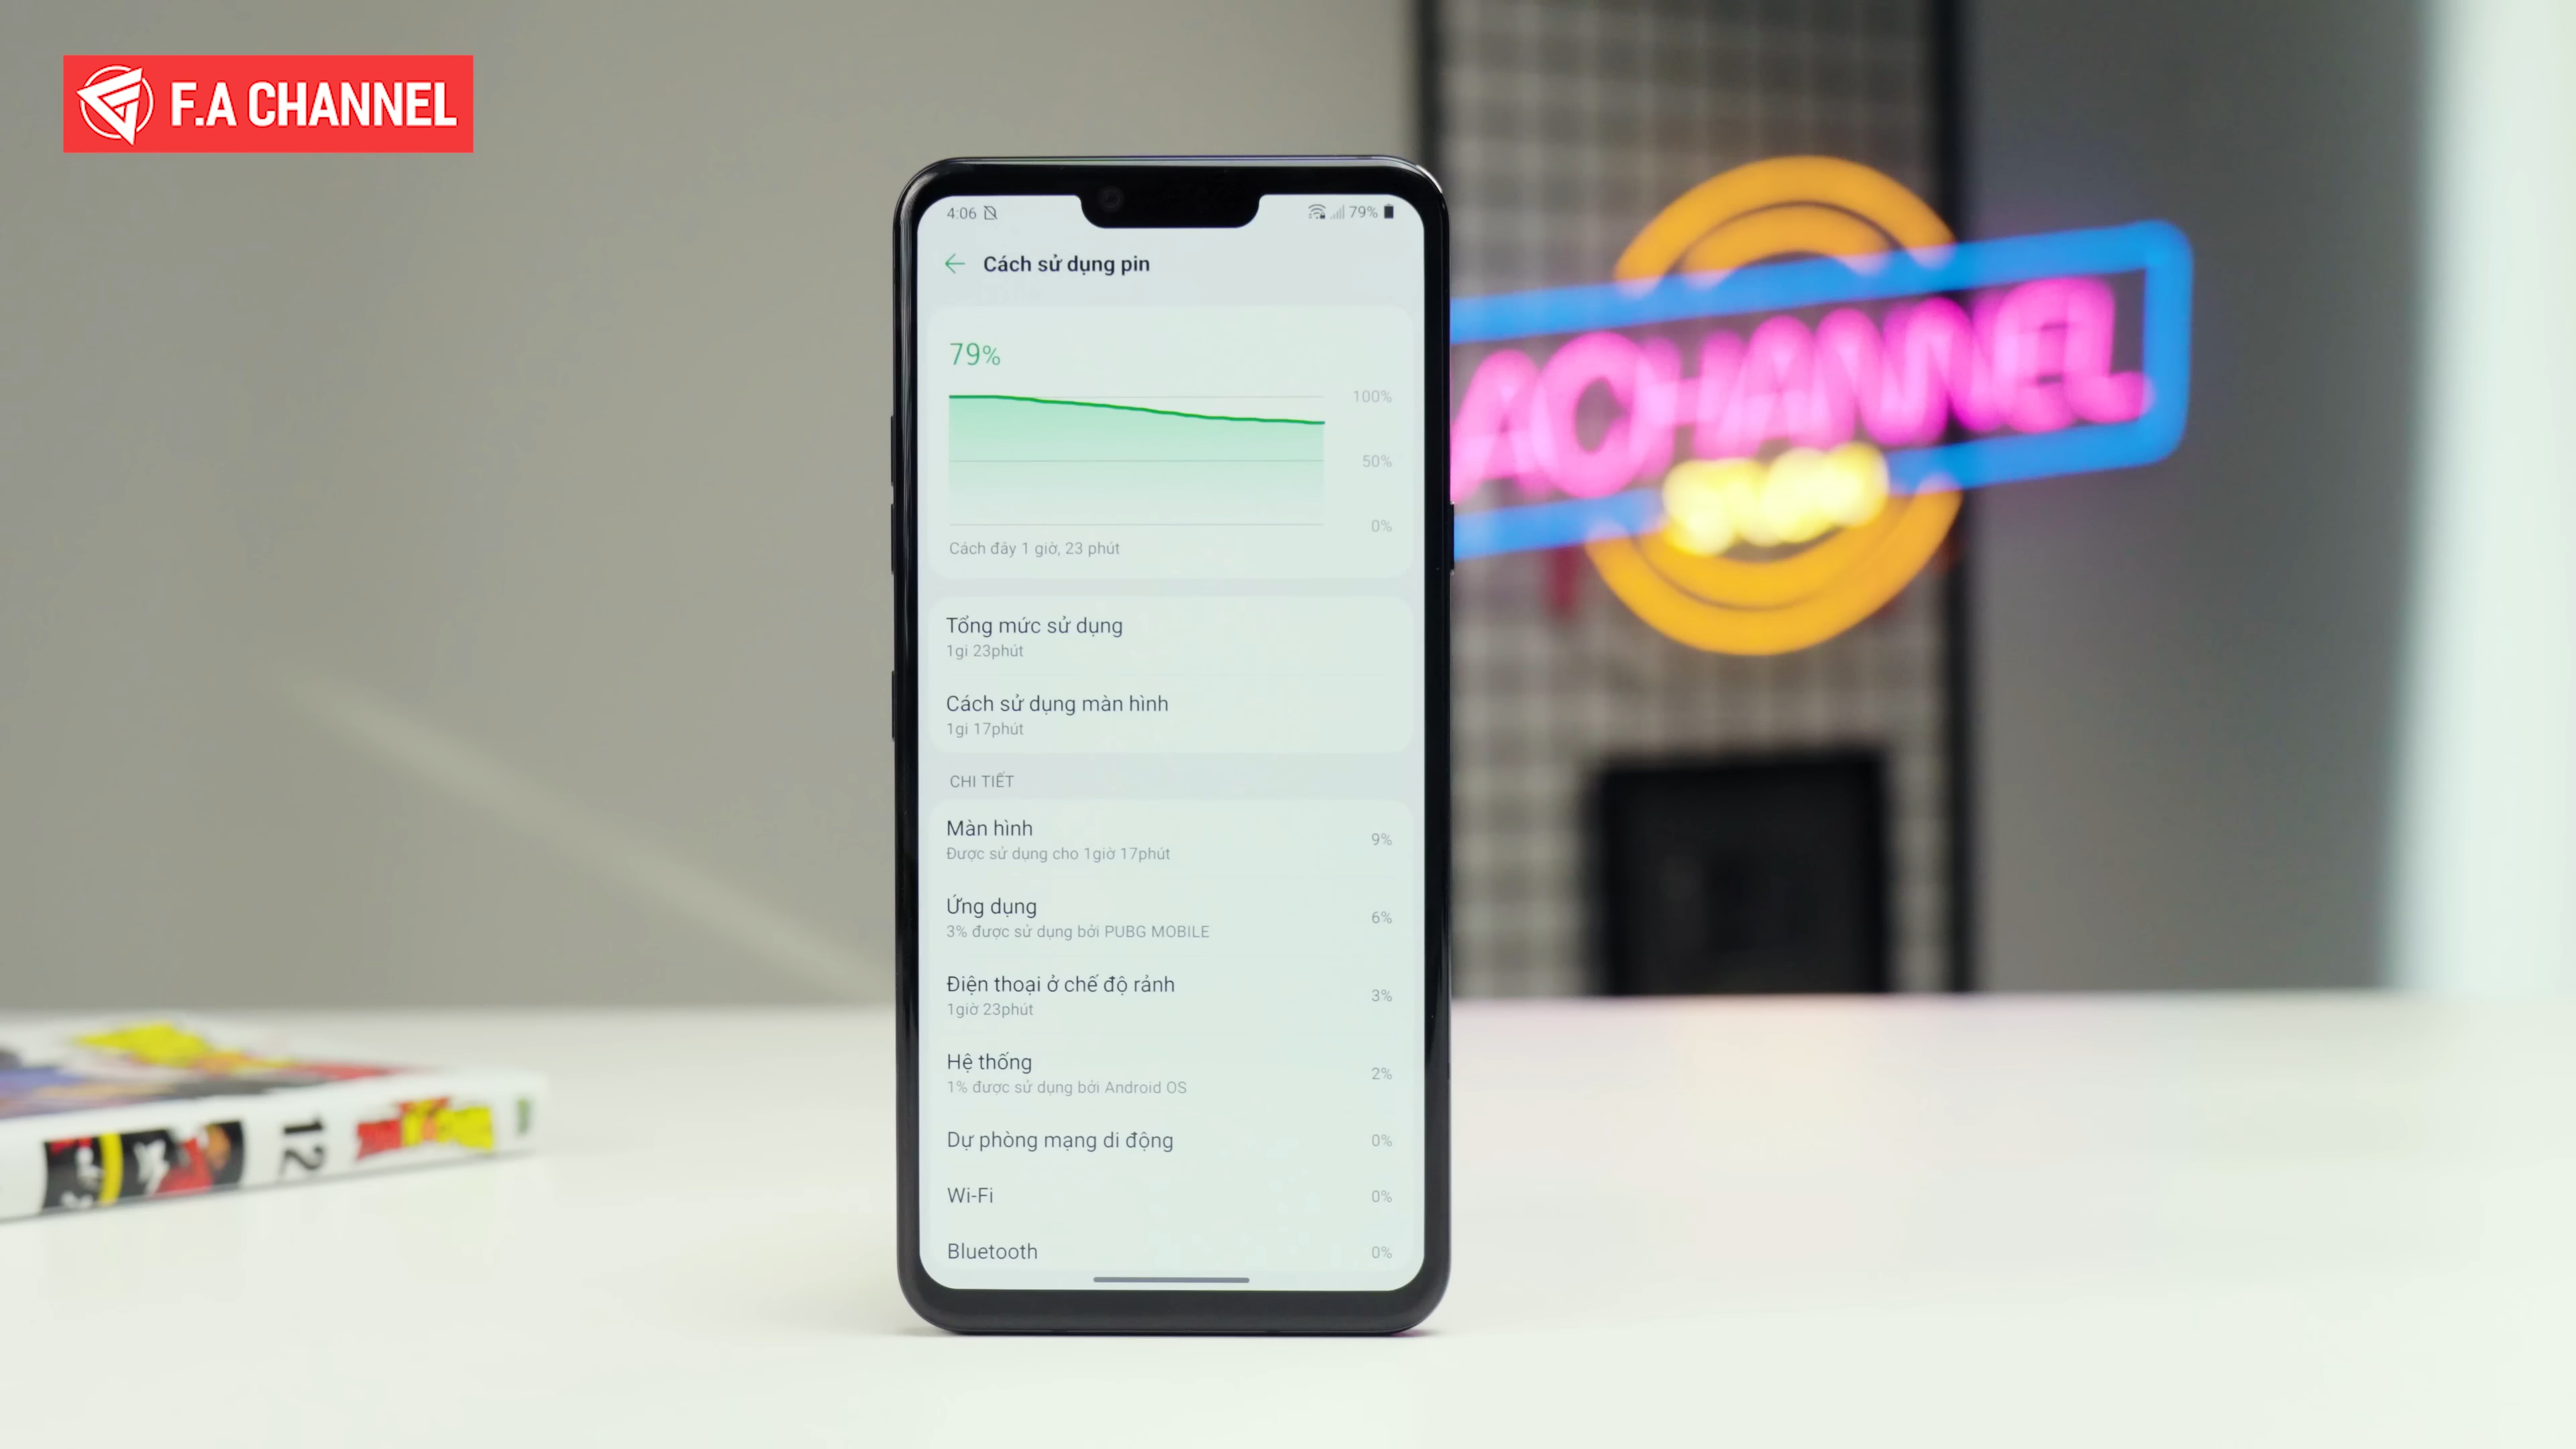 F.A CHANNEL
4:06
79%
Cách sử dụng pin
79%
100%
50%
0%
Cách đây 1 giờ, 23 phút
Tổng mức sử dụng
1gi 23phút
Cách sử dụng màn hình
1gi 17phút
CHI TIẾT
Màn hình
9%
Được sử dụng cho 1giờ 17phút
Ứng dụng
6%
3% được sử dụng bởi PUBG MOBILE
Điện thoại ở chế độ rảnh
3%
1giờ 23phút
Hệ thống
2%
1% được sử dụng bởi Android OS
Dự phòng mạng di động
0%
Wi-Fi
0%
Bluetooth
0%
ACHANNEL
12